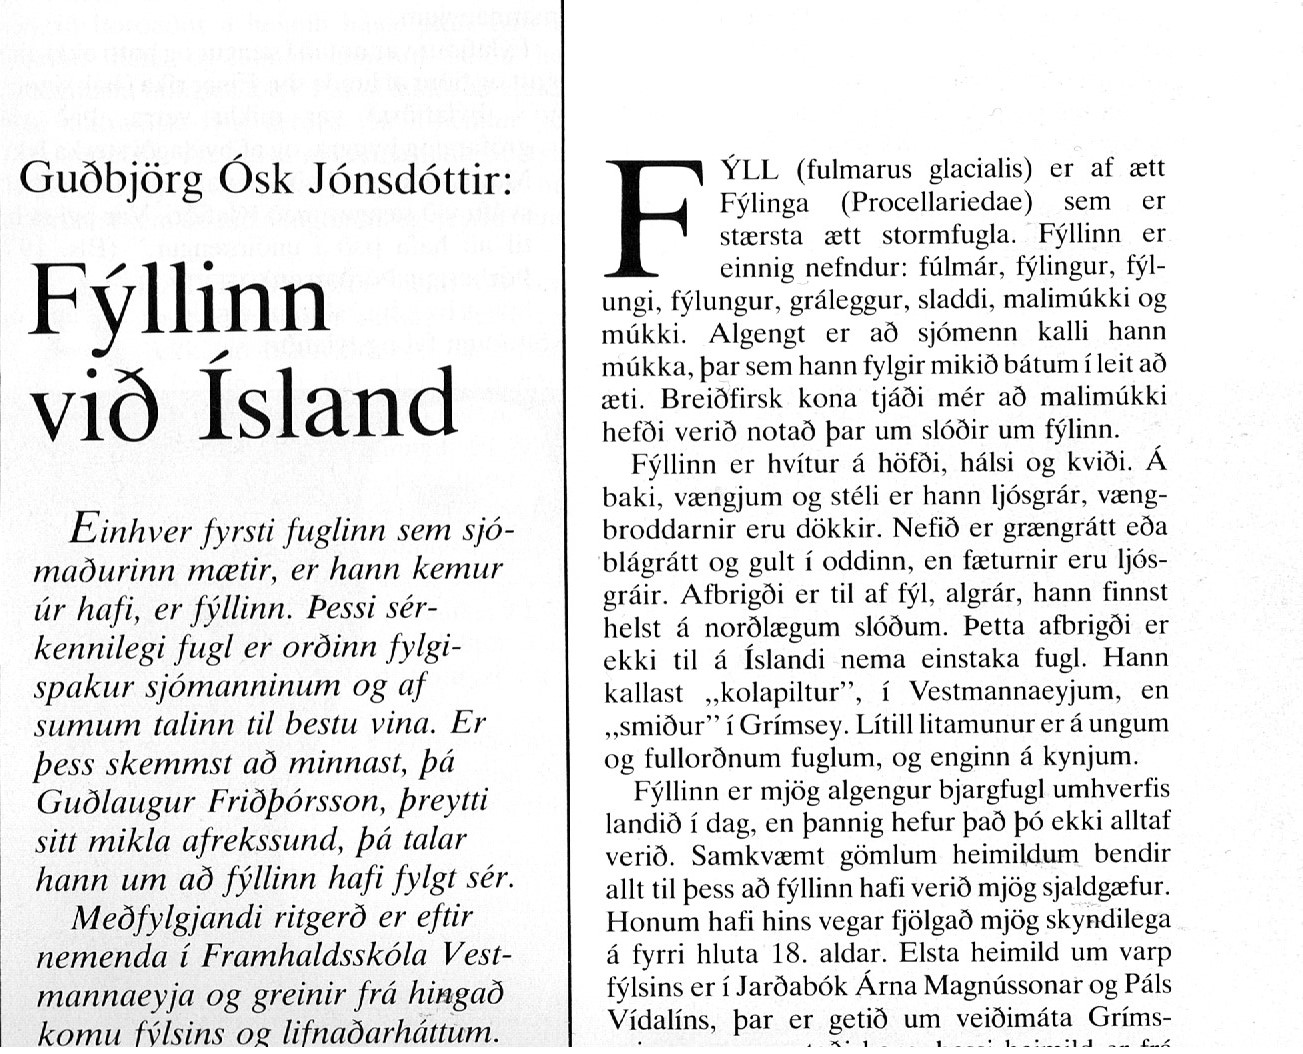 Guðbjörg Ósk Jónsdóttir:
Fýllinn
við Ísland
Einhver fyrsti fuglinn sem sjó-
maðurinn mætir, er hann kemur
úr hafi, er fýllinn. Þessi sér-
kennilegi fugl er orðinn fylgi-
spakur sjómanninum og af
sumum talinn til bestu vina. Er
þess skemmst að minnast, þá
Guðlaugur Friðþórsson, þreytti
sitt mikla afrekssund, þá talar
hann um að fýllinn hafi fylgt sér.
Meðfylgjandi ritgerð er eftir
nemenda í Framhaldsskóla Vest-
mannaeyja og greinir frá hingað
komu fýlsins og lifnaðarháttum.
FÝLL (fulmarus glacialis) er af ætt
Fýlinga (Procellariedae) sem er
stærsta ætt stormfugla. Fýllinn er
einnig nefndur: fúlmár, fýlingur, fýl-
ungi, fýlungur, gráleggur, sladdi, malimúkki og
múkki. Algengt er að sjómenn kalli hann
múkka, þar sem hann fylgir mikið bátum í leit að
æti. Breiðfirsk kona tjáði mér að malimúkki
hefði verið notað þar um slóðir um fýlinn.
Fýllinn er hvítur á höfði, hálsi og kviði. Á
baki, vængjum og stéli er hann ljósgrár, væng-
broddarnir eru dökkir. Nefið er grængrátt eða
blágrátt og gult í oddinn, en fæturnir eru ljós-
gráir. Afbrigði er til af fýl, algrár, hann finnst
helst á norðlægum slóðum. Þetta afbrigði er
ekki til á Íslandi nema einstaka fugl. Hann
kallast „kolapiltur”, í Vestmannaeyjum, en
„smiður” í Grímsey. Lítill litamunur er á ungum
og fullorðnum fuglum, og enginn á kynjum.
Fýllinn er mjög algengur bjargfugl umhverfis
landið í dag, en þannig hefur það þó ekki alltaf
verið. Samkvæmt gömlum heimildum bendir
allt til þess að fýllinn hafi verið mjög sjaldgæfur.
Honum hafi hins vegar fjölgað mjög skyndilega
á fyrri hluta 18. aldar. Elsta heimild um varp
fýlsins er í Jarðabók Árna Magnússonar og Páls
Vídalíns, þar er getið um veiðimáta Gríms-